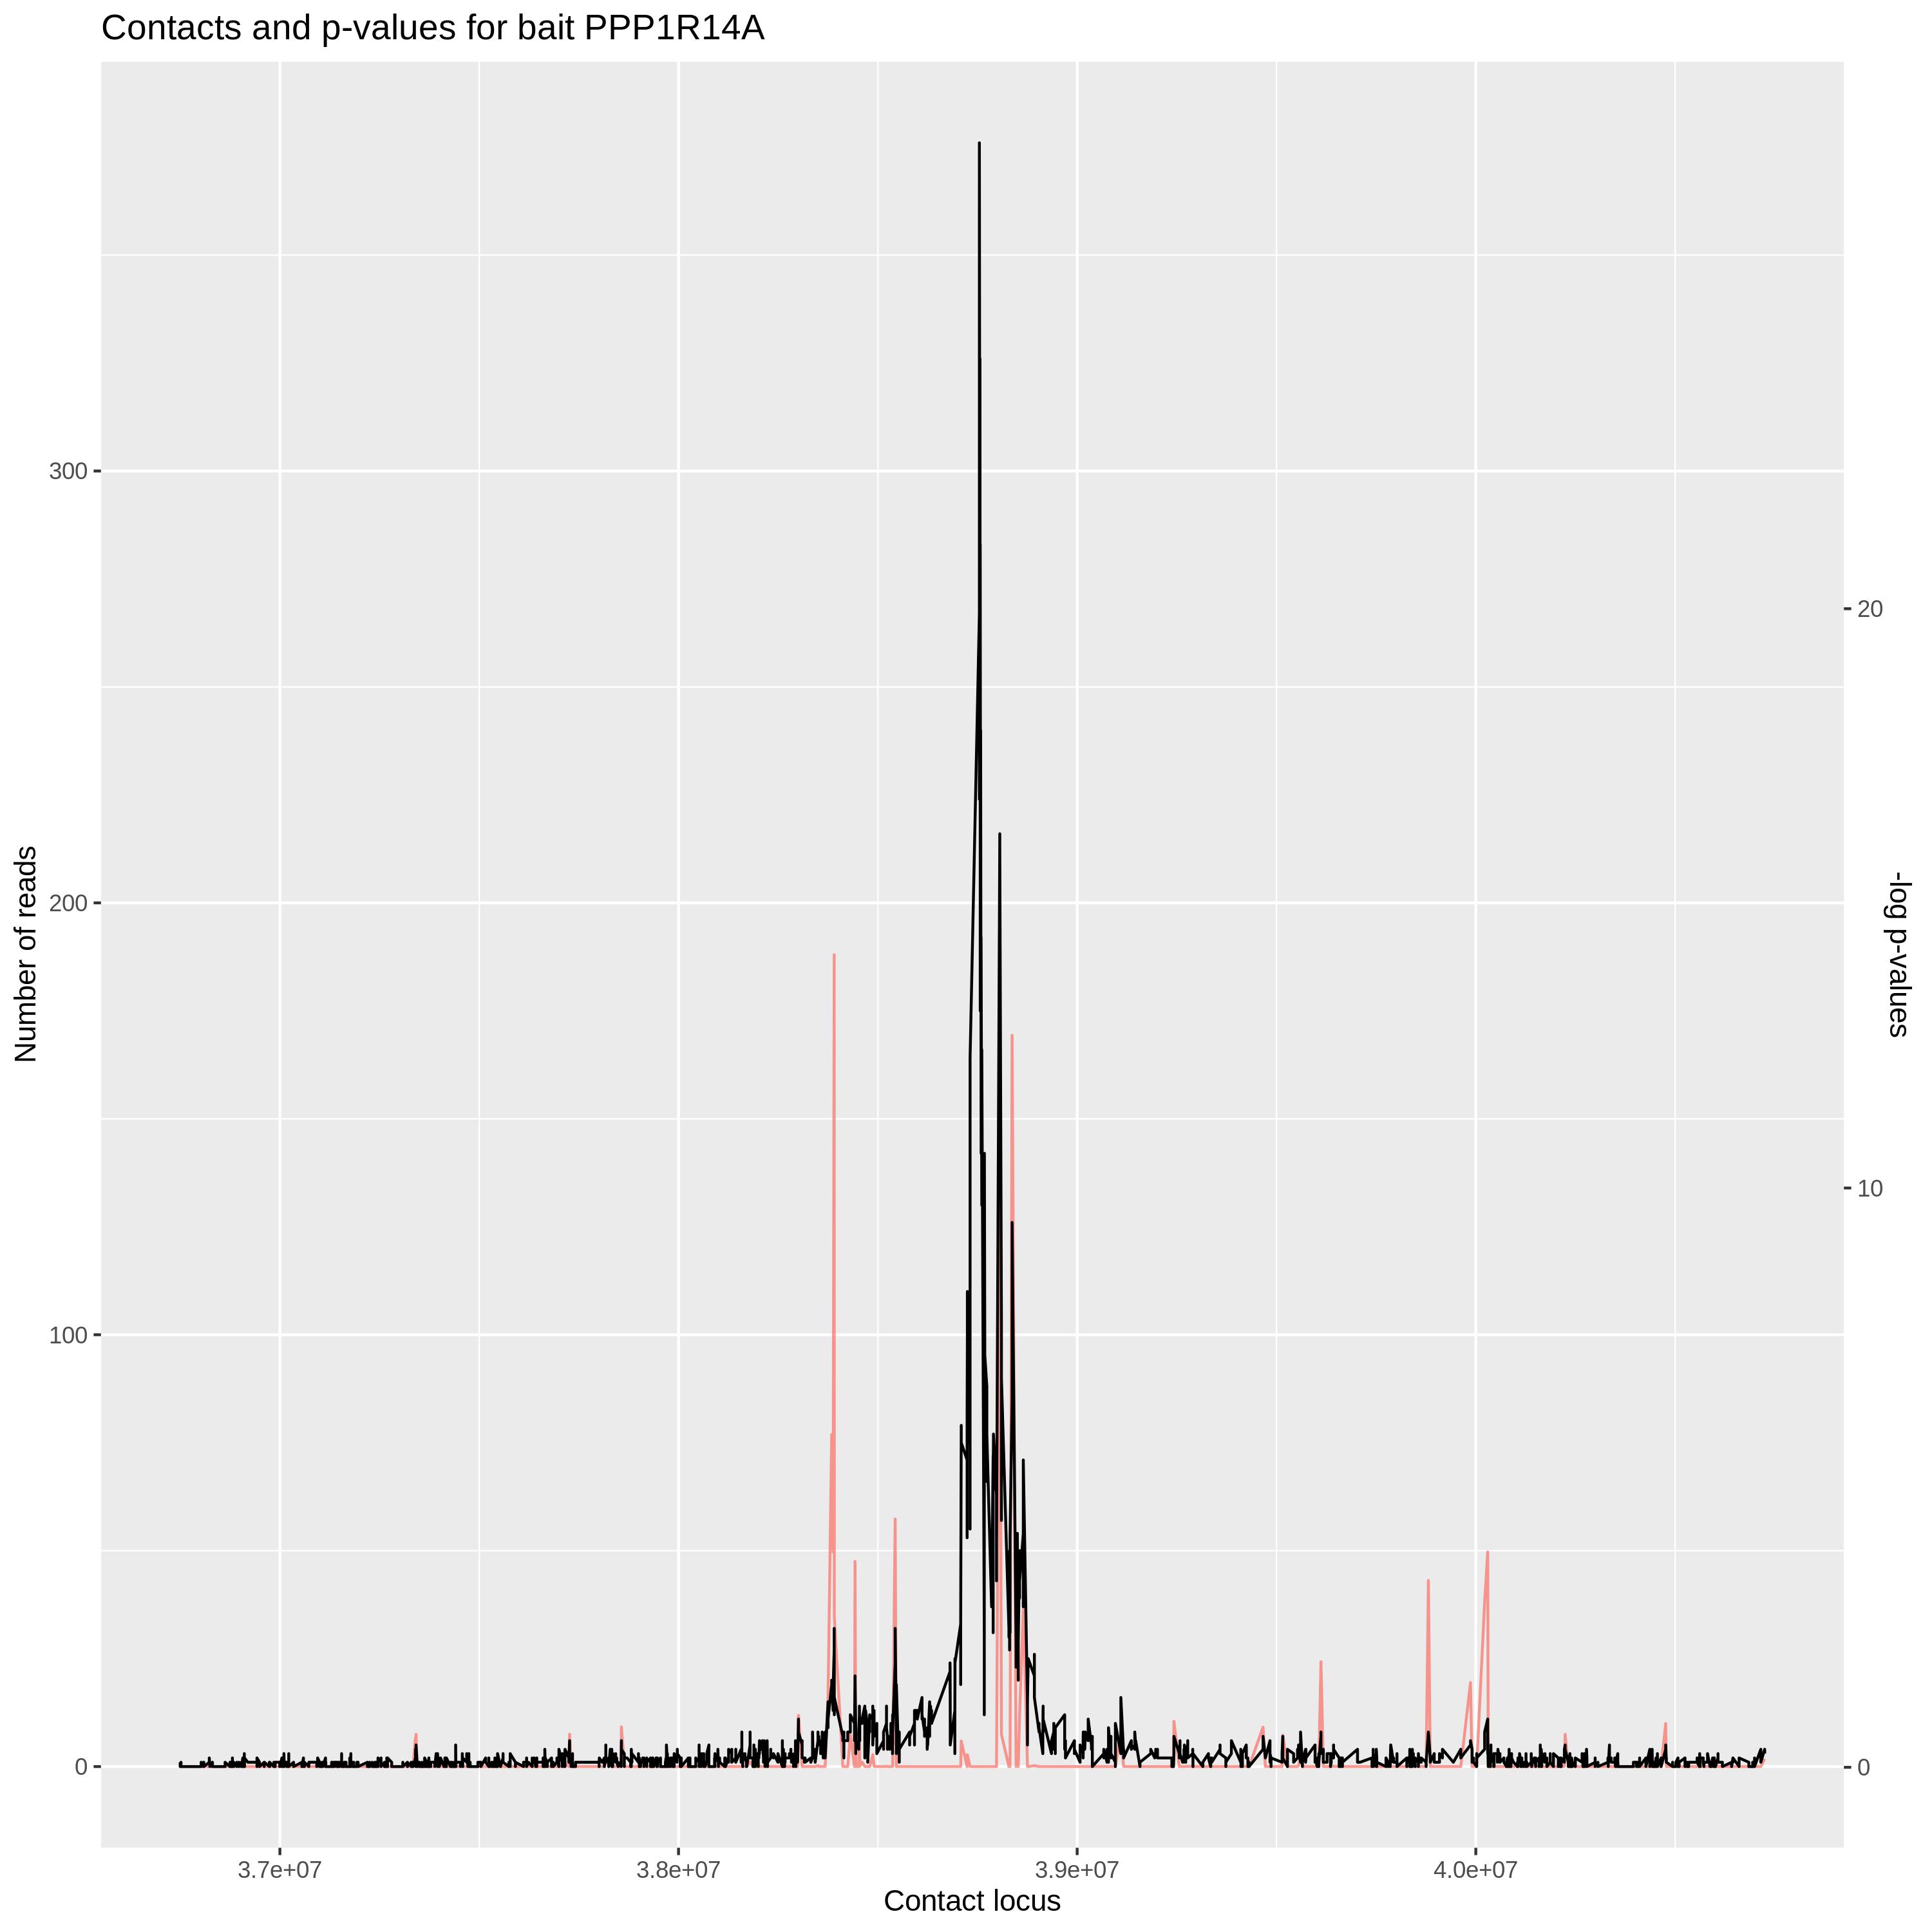 Contacts and p-values for bait PPP1R14A
300
200
100
0
Number of reads
20
10
0
-log p-values
3.7e+07
3.8e+07
3.9e+07
4.0e+07
Contact locus